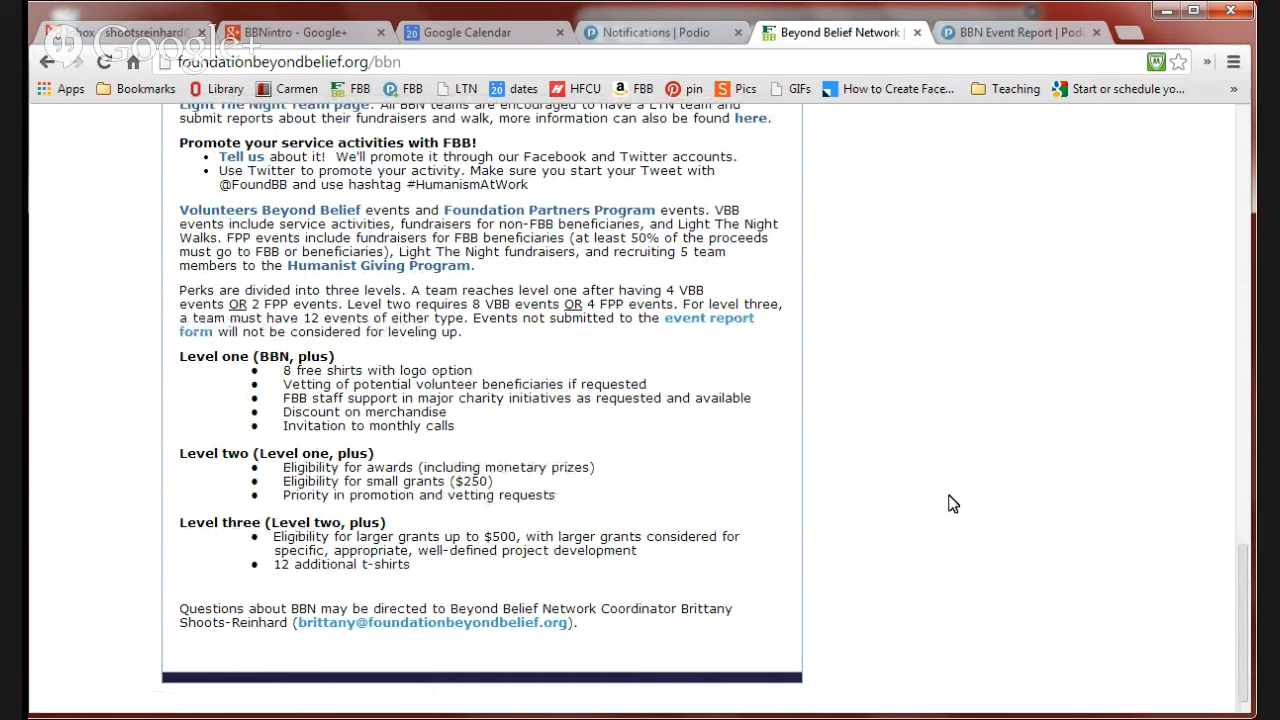 Inbox - shootsreinhard@
BBNintro - Google+
Google Calendar
Notifications | Podio
Beyond Belief Network |
BBN Event Report | Podi
Google+
foundationbeyondbelief.org/bbn
Apps
Bookmarks
Library
Carmen
FBB
FBB
LTN
dates
HFCU
FBB
pin
Pics
GIFs
How to Create Face...
Teaching
Start or schedule yo...
Light The Night Team page. All BBN teams are encouraged to have a LTN team and
submit reports about their fundraisers and walk, more information can also be found here.
Promote your service activities with FBB!
• Tell us about it!  We'll promote it through our Facebook and Twitter accounts.
• Use Twitter to promote your activity. Make sure you start your Tweet with
@FoundBB and use hashtag #HumanismAtWork
Volunteers Beyond Belief events and Foundation Partners Program events. VBB
events include service activities, fundraisers for non-FBB beneficiaries, and Light The Night
Walks. FPP events include fundraisers for FBB beneficiaries (at least 50% of the proceeds
must go to FBB or beneficiaries), Light The Night fundraisers, and recruiting 5 team
members to the Humanist Giving Program.
Perks are divided into three levels. A team reaches level one after having 4 VBB
events OR 2 FPP events. Level two requires 8 VBB events OR 4 FPP events. For level three,
a team must have 12 events of either type. Events not submitted to the event report
form will not be considered for leveling up.
Level one (BBN, plus)
• 8 free shirts with logo option
• Vetting of potential volunteer beneficiaries if requested
• FBB staff support in major charity initiatives as requested and available
• Discount on merchandise
• Invitation to monthly calls
Level two (Level one, plus)
• Eligibility for awards (including monetary prizes)
• Eligibility for small grants ($250)
• Priority in promotion and vetting requests
Level three (Level two, plus)
• Eligibility for larger grants up to $500, with larger grants considered for
specific, appropriate, well-defined project development
• 12 additional t-shirts
Questions about BBN may be directed to Beyond Belief Network Coordinator Brittany
Shoots-Reinhard (brittany@foundationbeyondbelief.org).